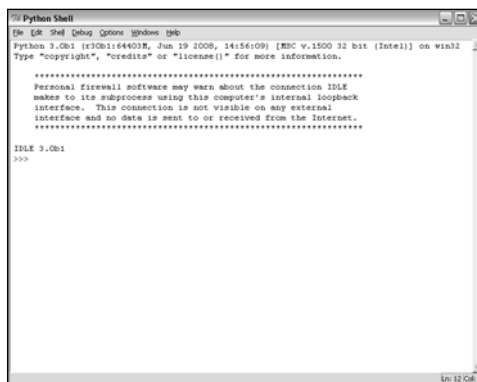 Python Shell
File Edit Shell Debug Options Windows Help
Python 3.0b1 (r30b1:64403M, Jun 19 2008, 14:56:09) [MSC v.1500 32 bit (Intel)] on win32
Type "copyright", "credits" or "license()" for more information.
****************************************************************
Personal firewall software may warn about the connection IDLE
makes to its subprocess using this computer's internal loopback
interface. This connection is not visible on any external
interface and no data is sent to or received from the Internet.
****************************************************************
IDLE 3.0b1
>>>
Ln: 12 Col: